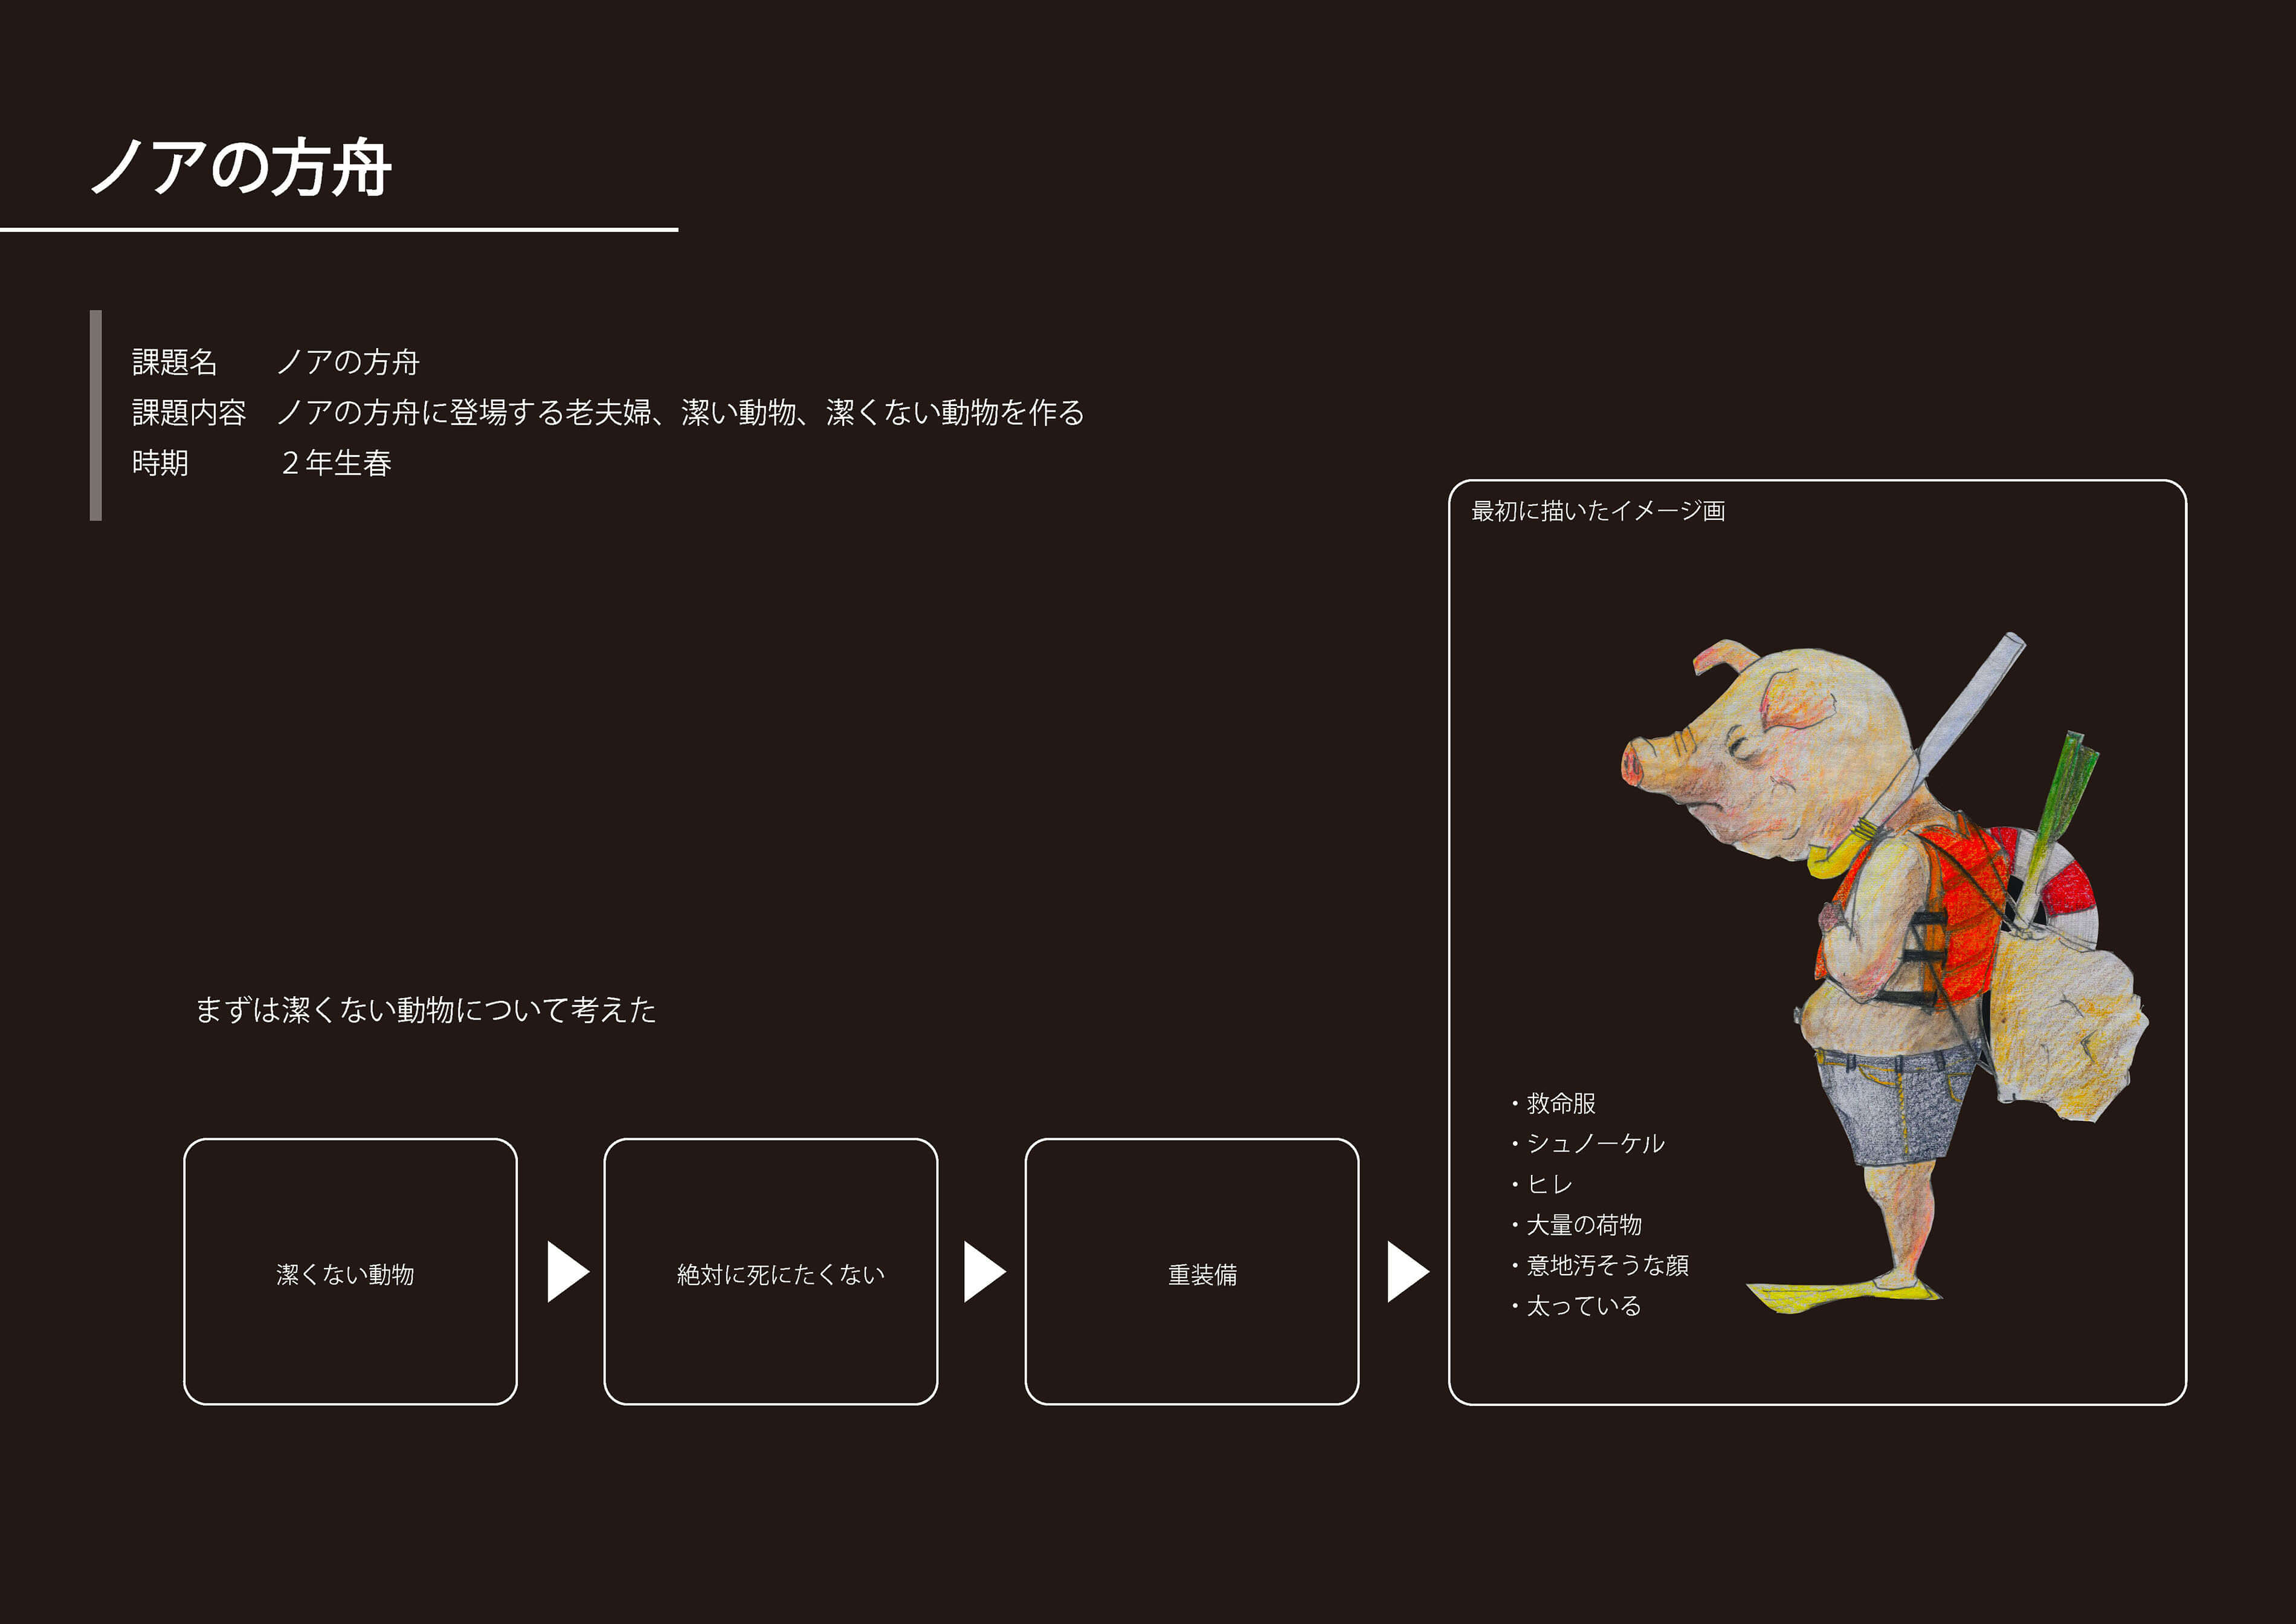 ノアの方舟
課題名　　ノアの方舟
課題内容　ノアの方舟に登場する老夫婦、潔い動物、潔くない動物を作る
時期　　　２年生春
最初に描いたイメージ画
まずは潔くない動物について考えた
潔くない動物
絶対に死にたくない
重装備
・救命服
・シュノーケル
・ヒレ
・大量の荷物
・意地汚そうな顔
・太っている